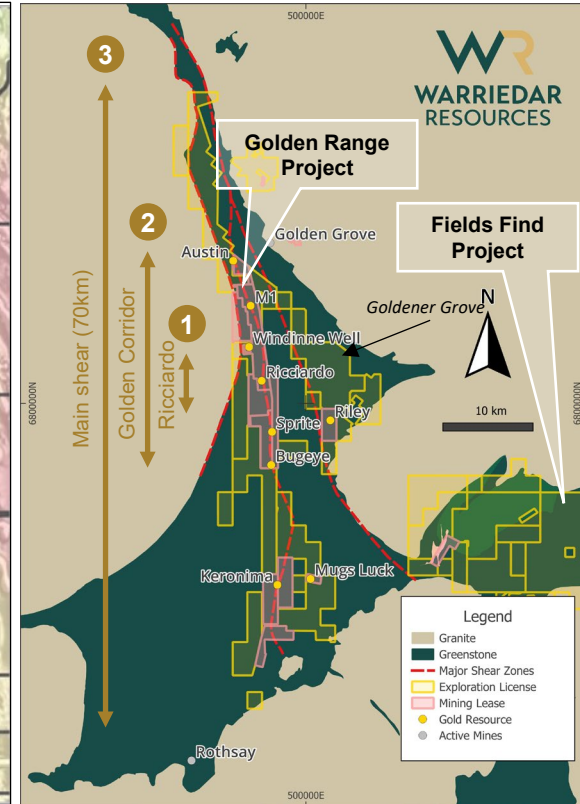 500000E
WARRIEDAR
RESOURCES
3
Golden Range
Project
2
Fields Find
Project
Golden Grove
Austin
Goldener Grove
N
M1
1
Windinne Well
Ricciardo
Main shear (70km)
Golden Corridor
Ricciardo
6800000N
6800000N
10 km
Riley
Sprite
Bugeye
Keronima
Mugs Luck
Legend
Granite
Greenstone
Major Shear Zones
Exploration License
Mining Lease
Gold Resource
Active Mines
Rothsay
500000E